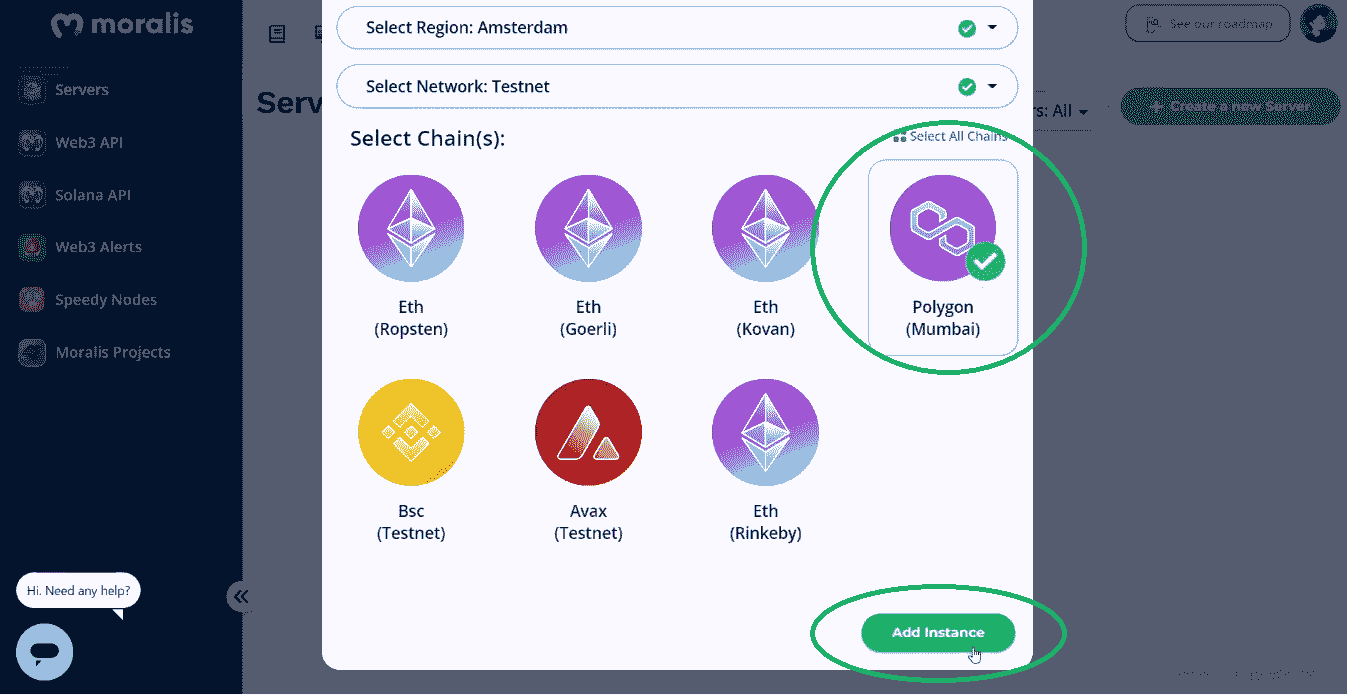 moralis
Servers
Web3 API
Solana API
Web3 Alerts
Speedy Nodes
Moralis Projects
Hi. Need any help?
See our roadmap
Serv
rs: All
+ Create a new Server
Select Region: Amsterdam
Select Network: Testnet
Select Chain(s):
Select All Chains
Eth
(Ropsten)
Eth
(Goerli)
Eth
(Kovan)
Polygon
(Mumbai)
Bsc
(Testnet)
Avax
(Testnet)
Eth
(Rinkeby)
Add Instance